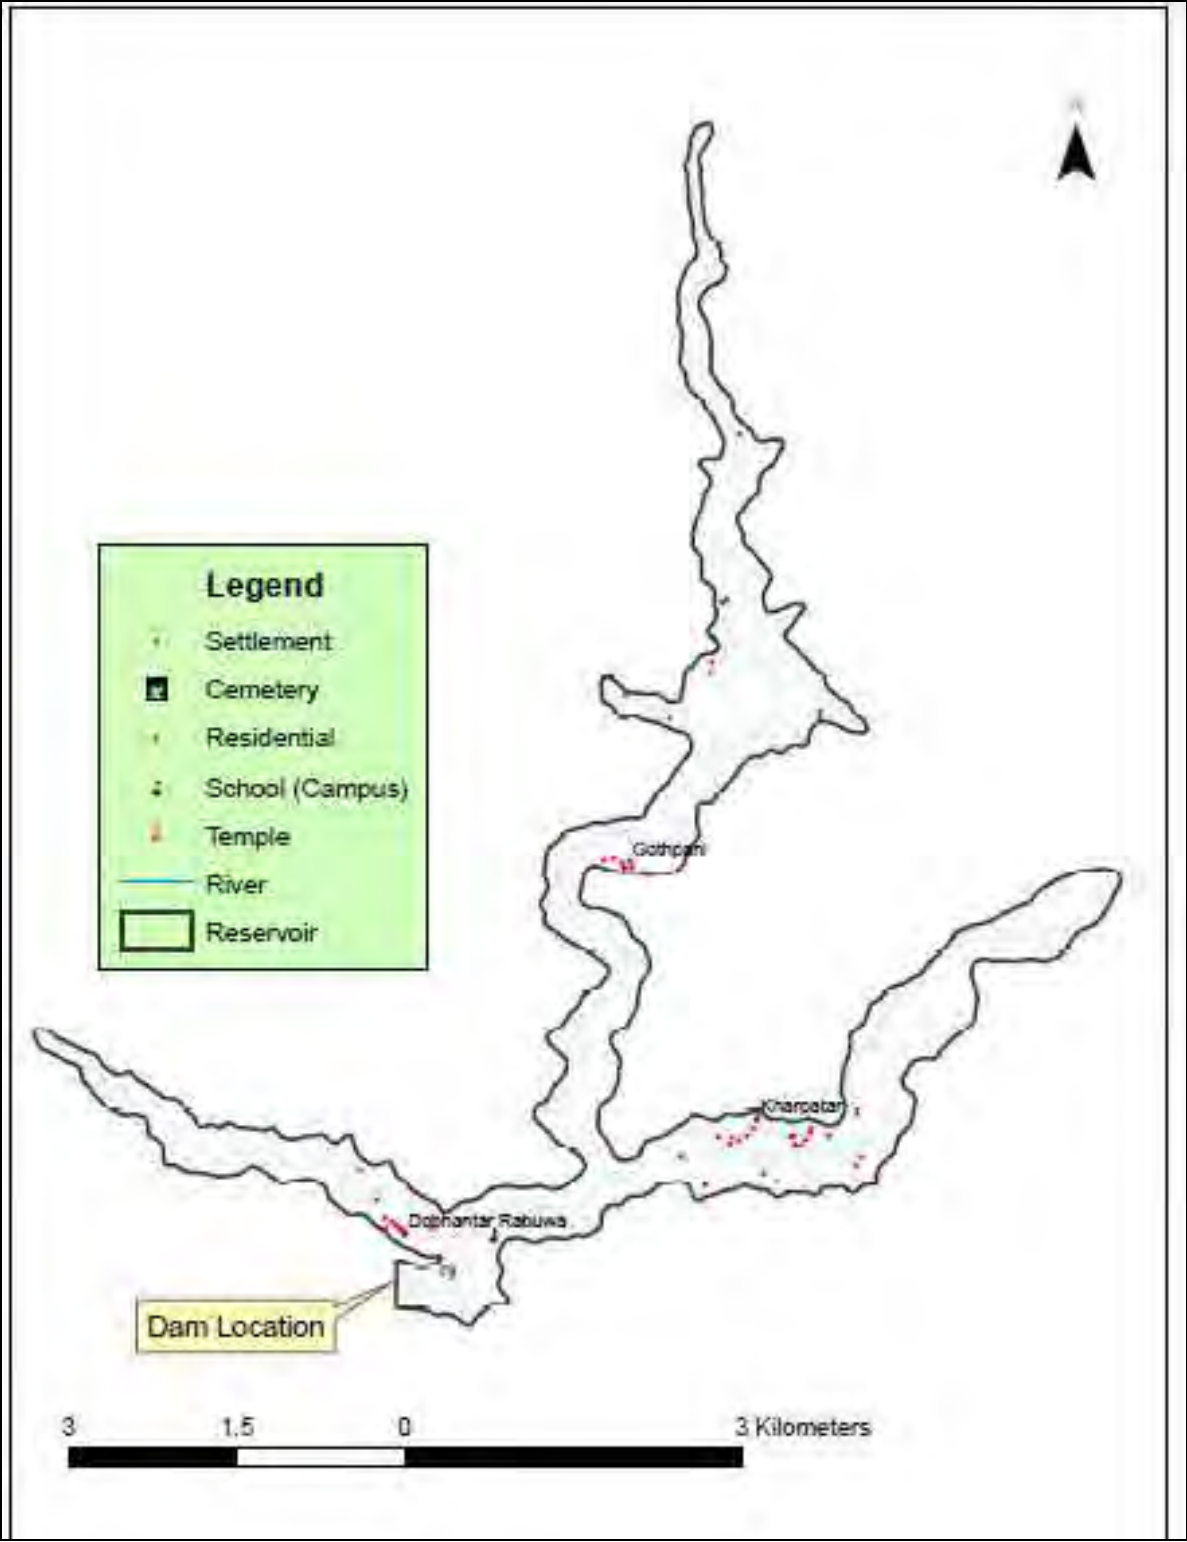 Legend
Settlement
Cemetery
Residential
School (Campus)
Temple
River
Reservoir
Gothpani
Kharpatar
Dobhantar Rabuwa
Dam Location
3 1.5 0 3 Kilometers